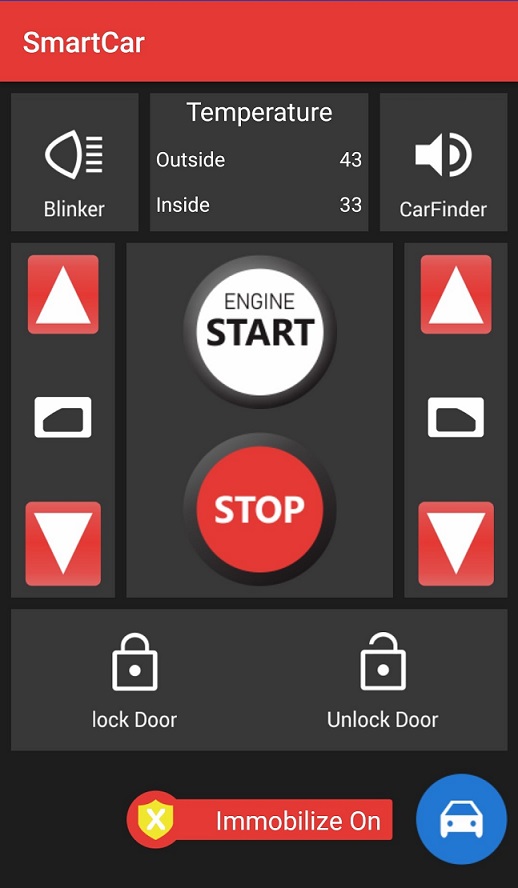 SmartCar
Temperature
Outside 43
Inside 33
Blinker
CarFinder
ENGINE
START
STOP
lock Door
Unlock Door
X
Immobilize On